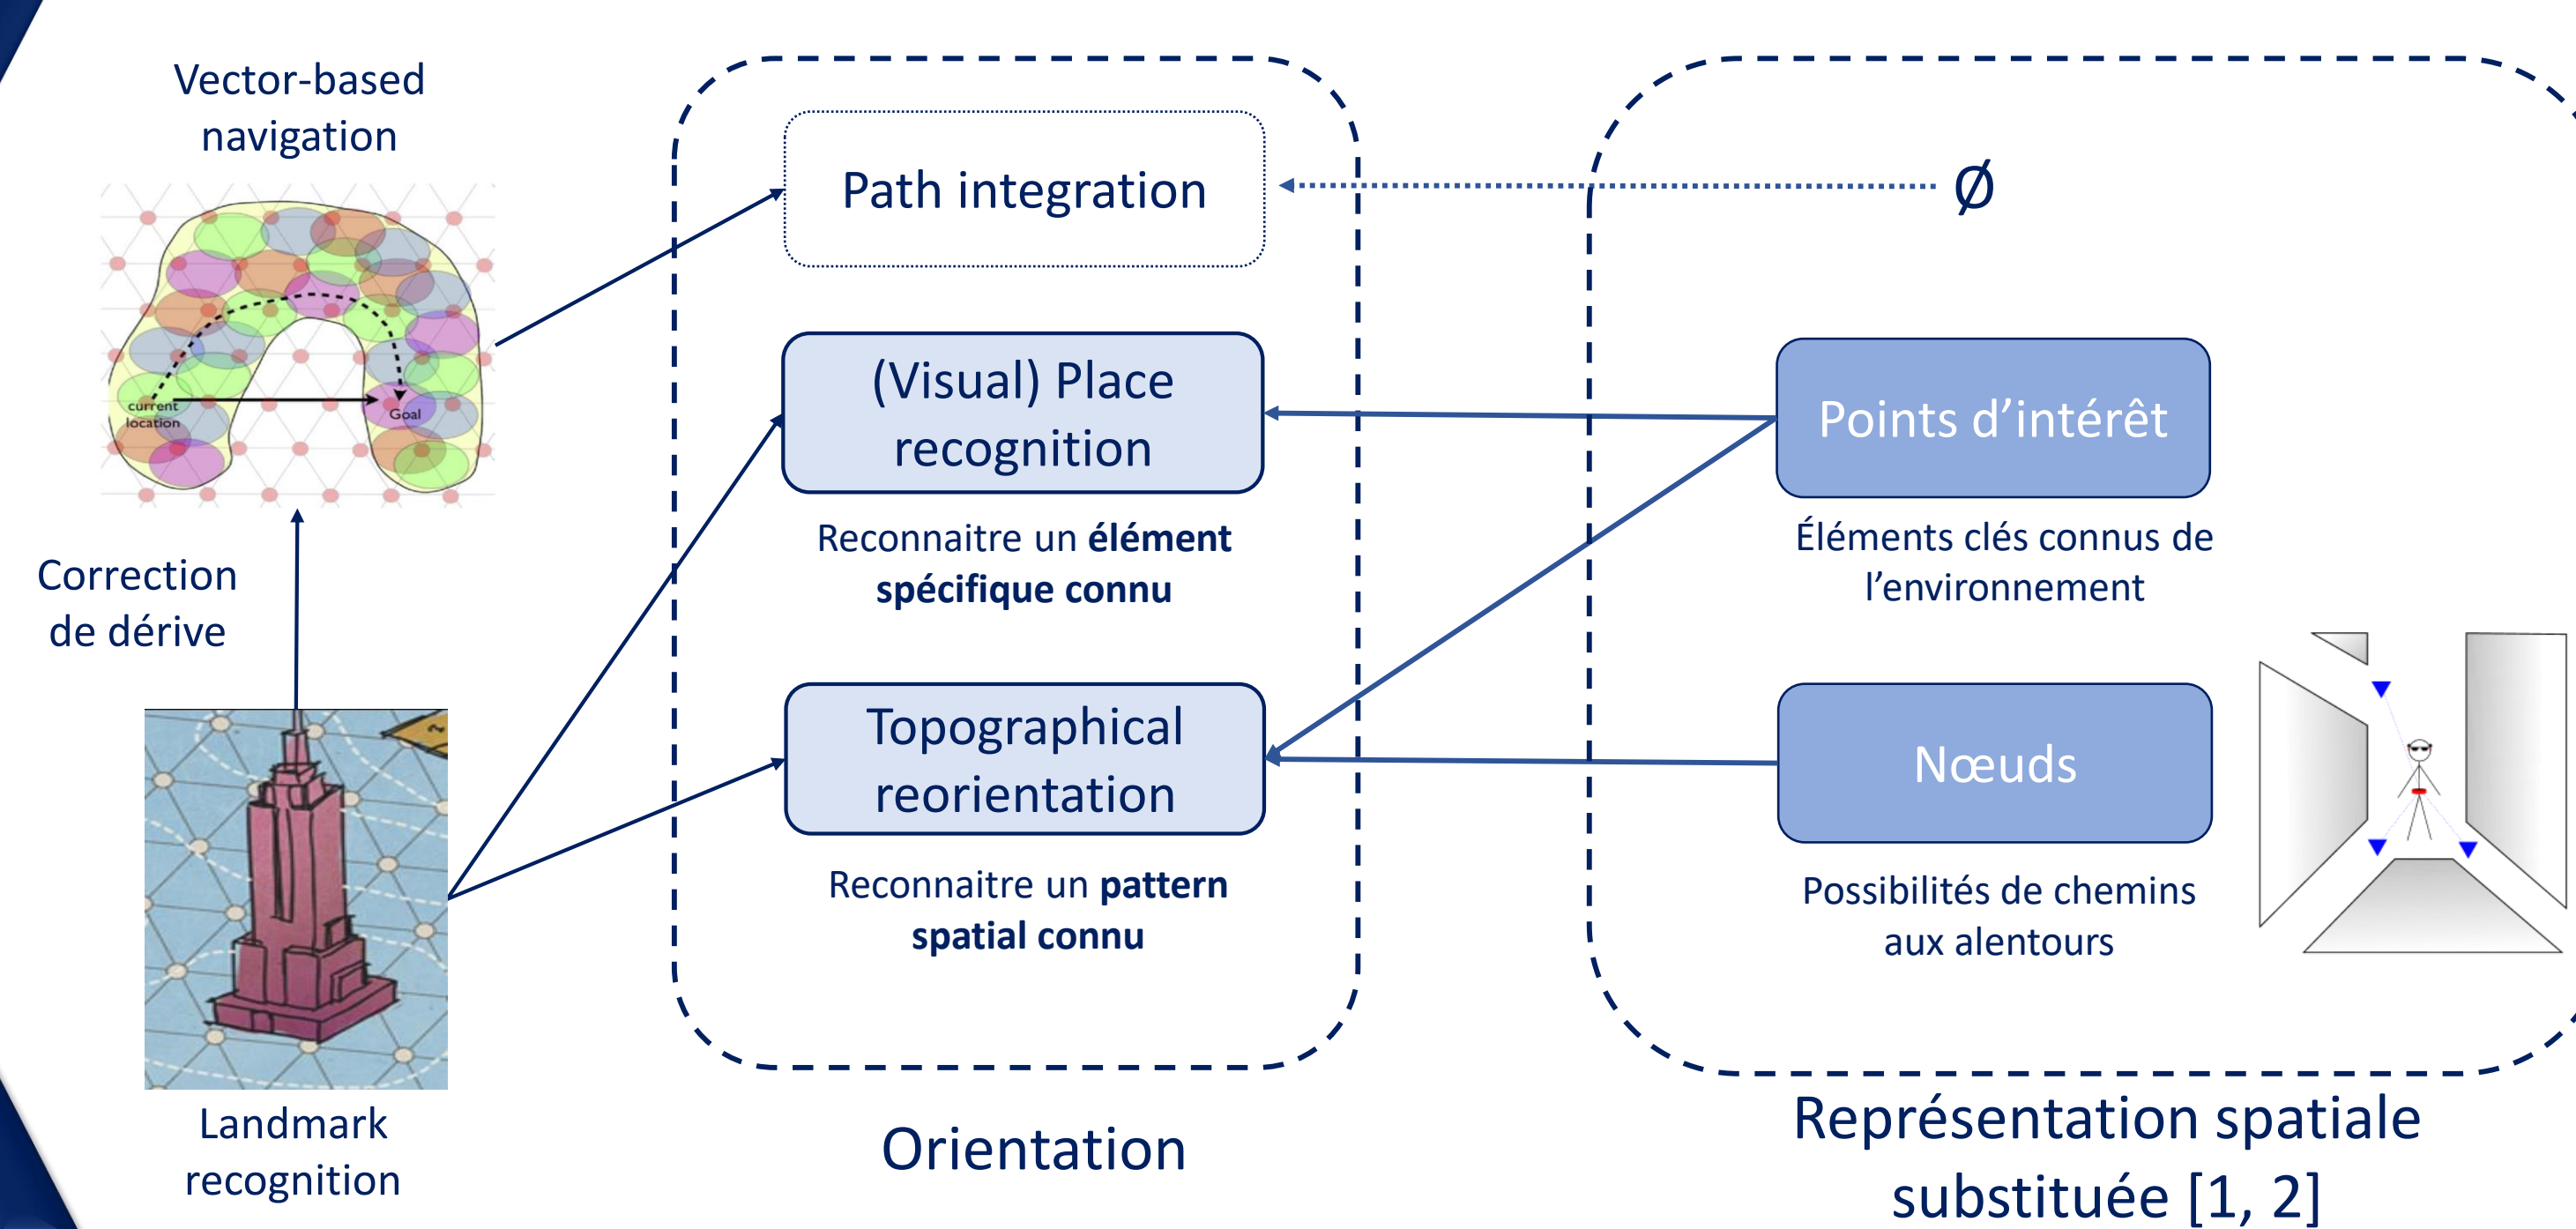 Vector-based
navigation
current
location
Goal
Correction
de dérive
Landmark
recognition
Path integration
(Visual) Place
recognition
Reconnaitre un élément
spécifique connu
Topographical
reorientation
Reconnaitre un pattern
spatial connu
Orientation
Ø
Points d’intérêt
Éléments clés connus de
l’environnement
Nœuds
Possibilités de chemins
aux alentours
Représentation spatiale
substituée [1, 2]